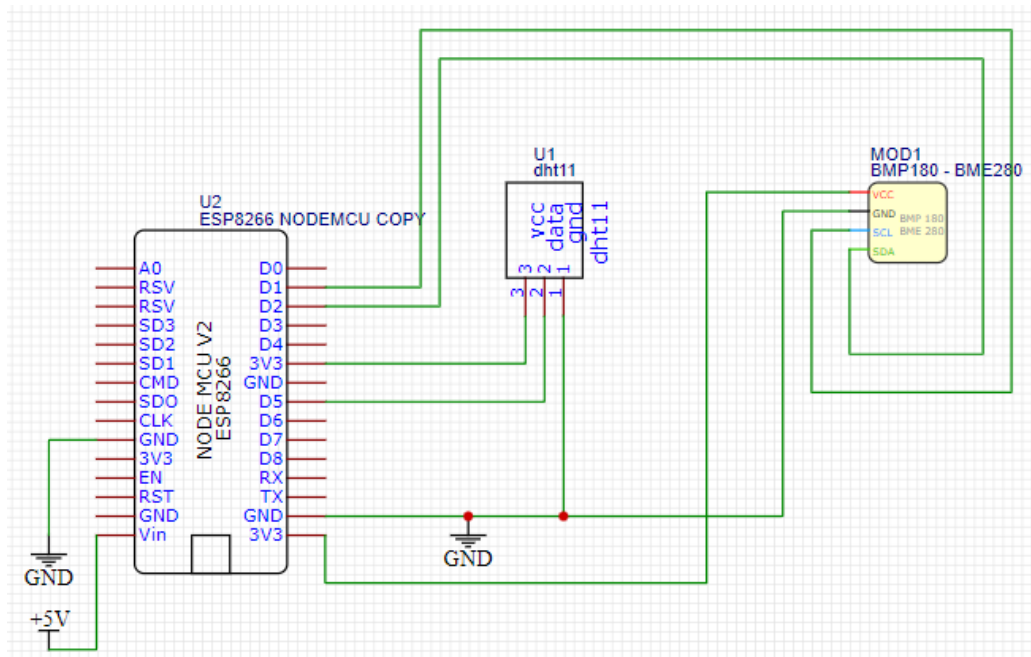 U2
ESP8266 NODEMCU COPY
A0
RSV
RSV
SD3
SD2
SD1
CMD
SDO
CLK
GND
3V3
EN
RST
GND
Vin
NODE MCU V2
ESP8266
D0
D1
D2
D3
D4
3V3
GND
D5
D6
D7
D8
RX
TX
GND
3V3
GND
+5V
GND
U1
dht11
vcc
data
gnd
dht11
3
2
1
3
2
1
MOD1
BMP180 - BME280
VCC
GND
SCL
SDA
BMP 180
BME 280